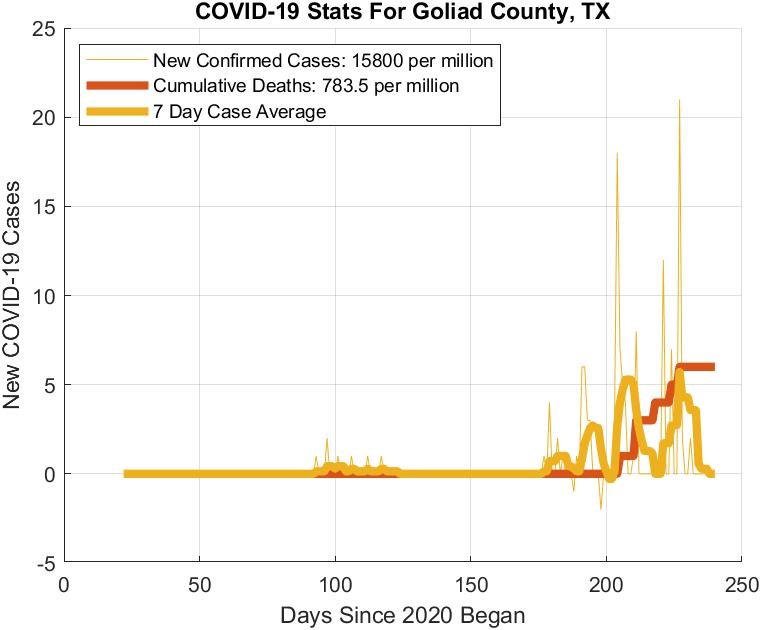 COVID-19 Stats For Goliad County, TX
New Confirmed Cases: 15800 per million
Cumulative Deaths: 783.5 per million
7 Day Case Average
25
20
15
10
5
0
-5
New COVID-19 Cases
0 50 100 150 200 250
Days Since 2020 Began